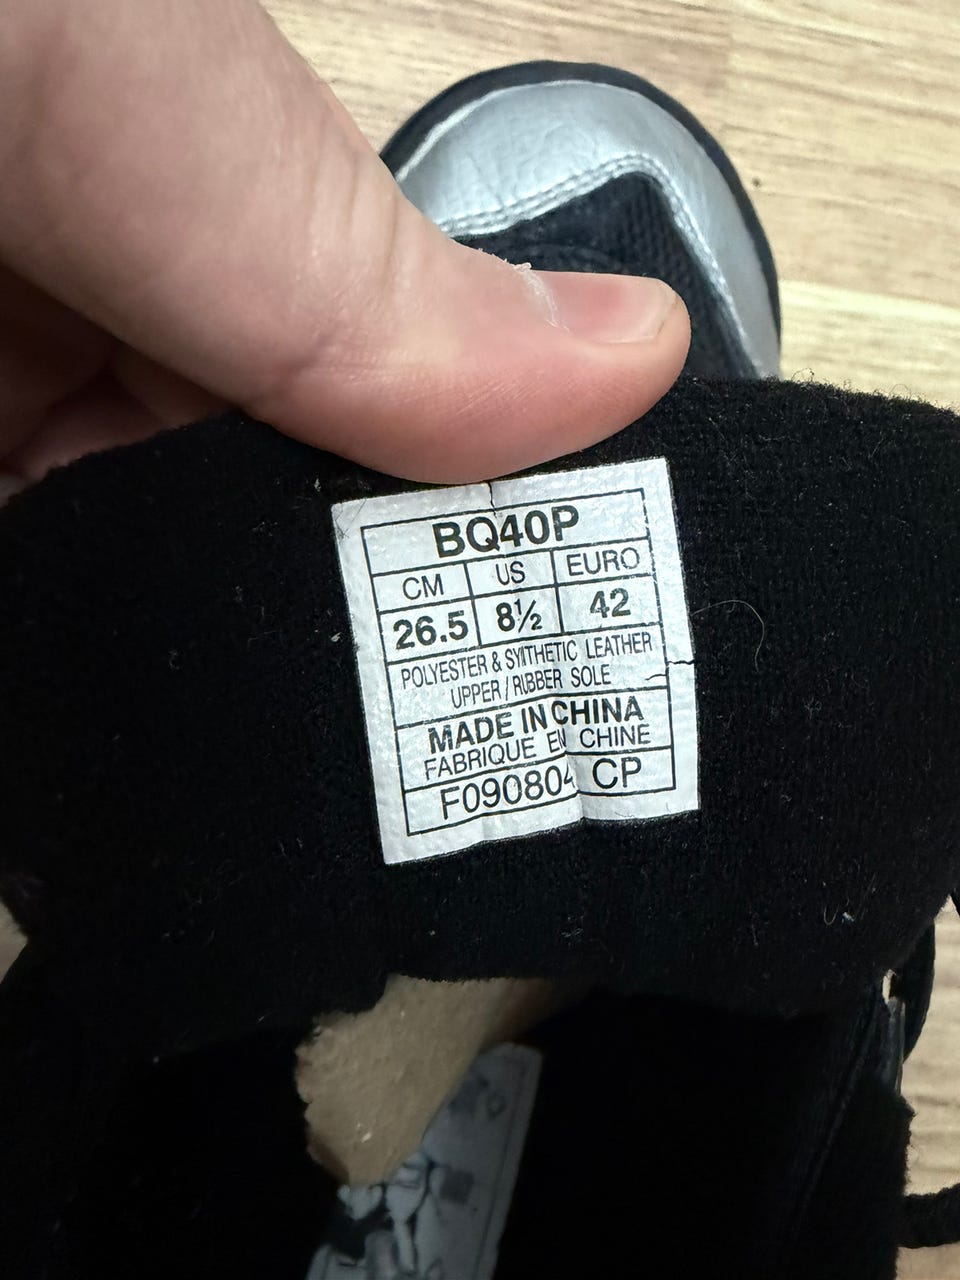 BQ40P
CM US EURO
26.5 8½ 42
POLYESTER & SYNTHETIC LEATHER
UPPER / RUBBER SOLE
MADE IN CHINA
FABRIQUE EN CHINE
F090804 CP